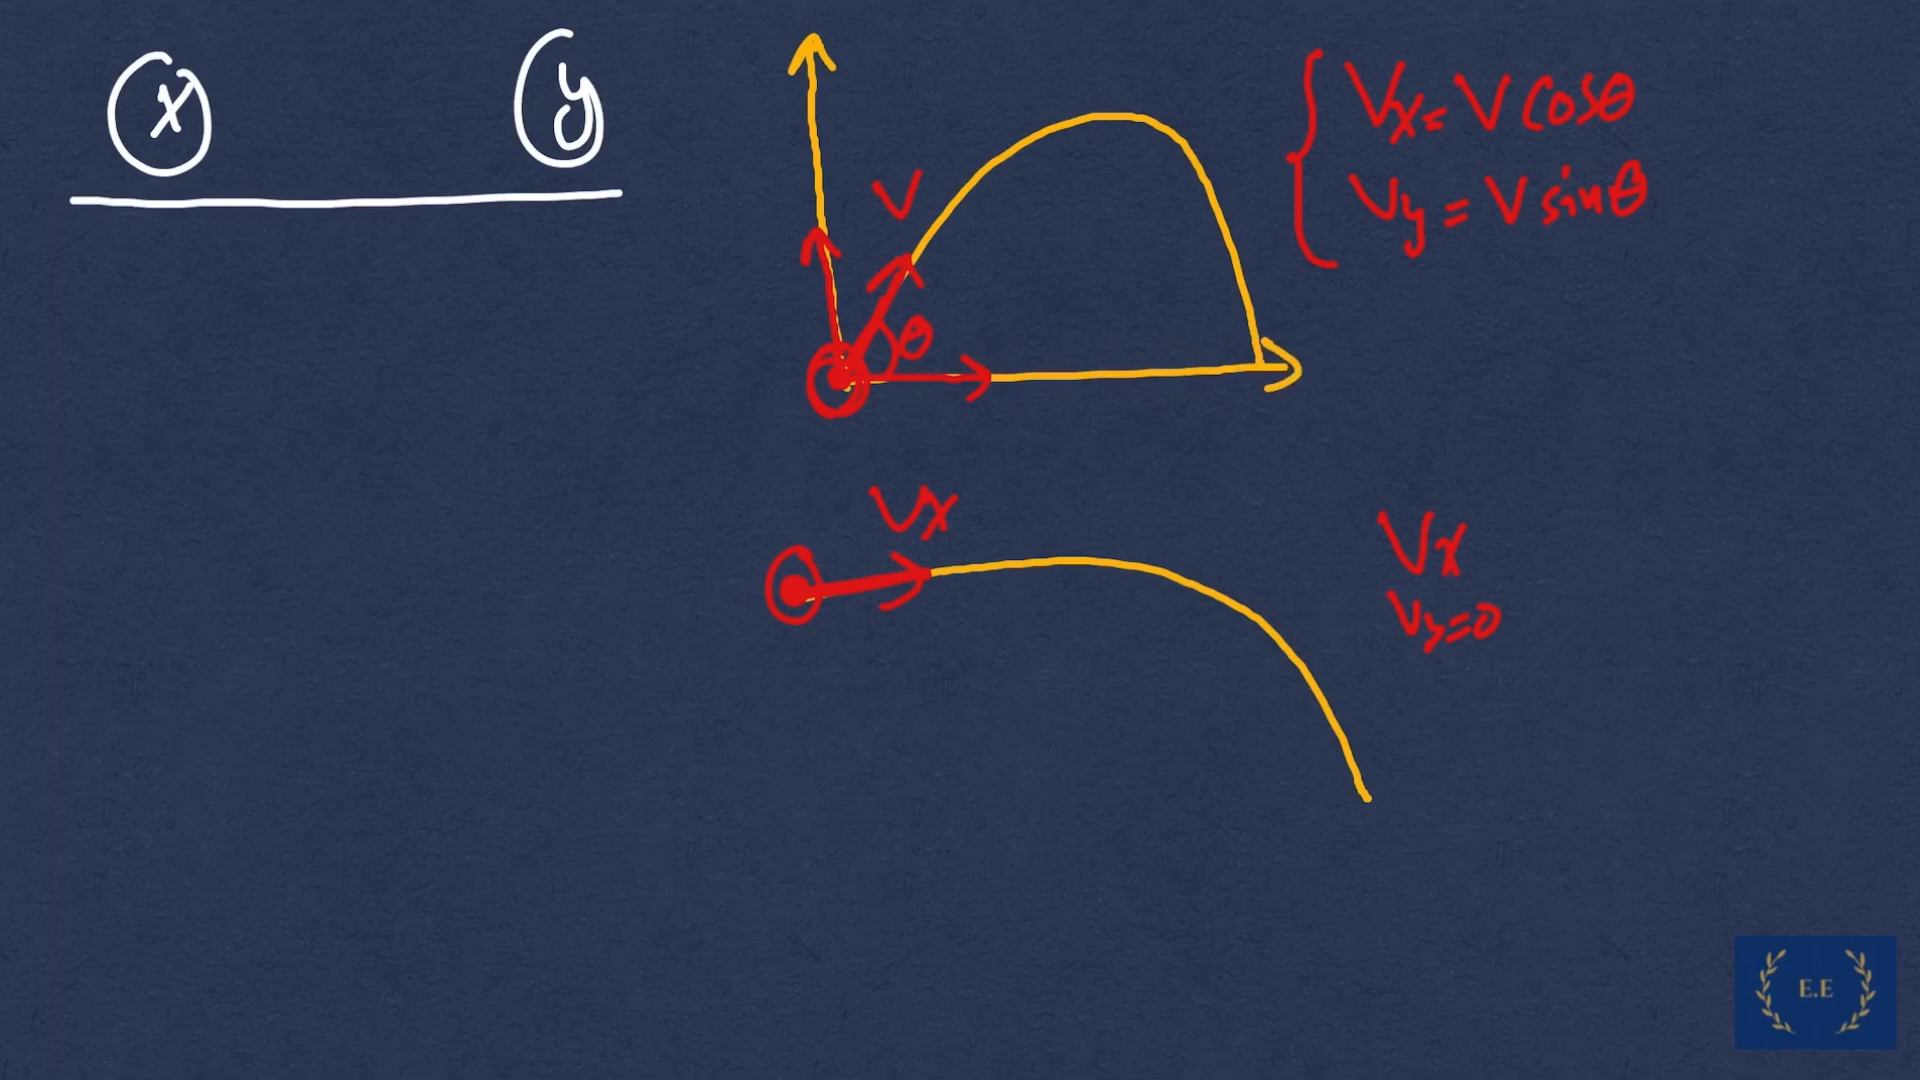 x y
Vx = V cosθ
Vy = V sinθ
V
θ
Vx
Vx
Vy=0
E.E